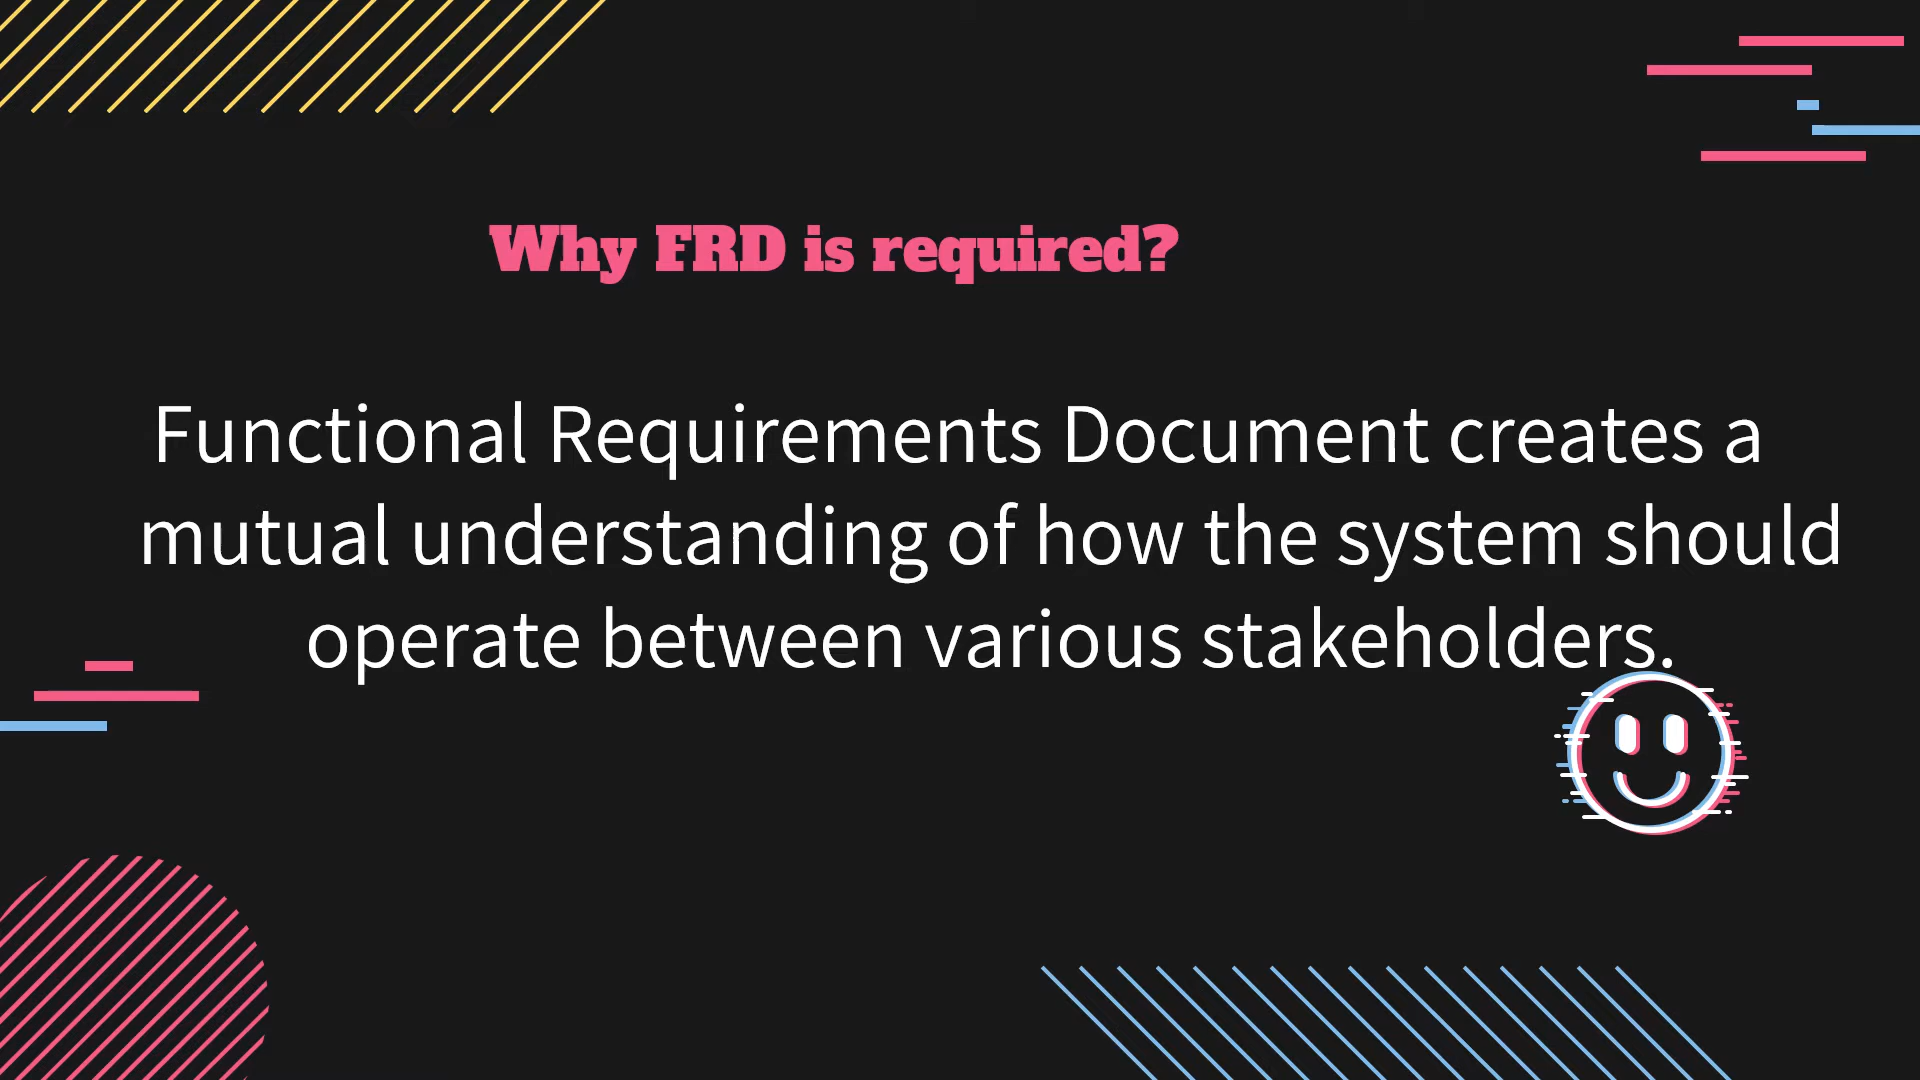 Why FRD is required?
Functional Requirements Document creates a
mutual understanding of how the system should
operate between various stakeholders.